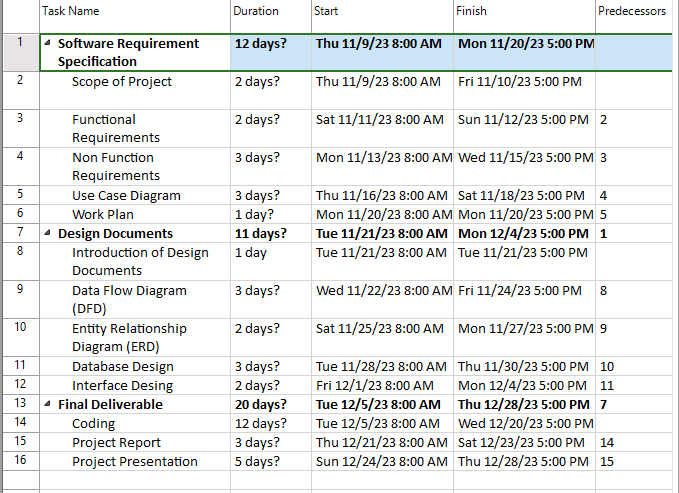 Task Name Duration Start Finish Predecessors
1 Software Requirement 12 days? Thu 11/9/23 8:00 AM Mon 11/20/23 5:00 PM
Specification
2 Scope of Project 2 days? Thu 11/9/23 8:00 AM Fri 11/10/23 5:00 PM
3 Functional 2 days? Sat 11/11/23 8:00 AM Sun 11/12/23 5:00 PM 2
Requirements
4 Non Function 3 days? Mon 11/13/23 8:00 AM Wed 11/15/23 5:00 PM 3
Requirements
5 Use Case Diagram 3 days? Thu 11/16/23 8:00 AM Sat 11/18/23 5:00 PM 4
6 Work Plan 1 day? Mon 11/20/23 8:00 AM Mon 11/20/23 5:00 PM 5
7 Design Documents 11 days? Tue 11/21/23 8:00 AM Mon 12/4/23 5:00 PM 1
8 Introduction of Design 1 day Tue 11/21/23 8:00 AM Tue 11/21/23 5:00 PM
Documents
9 Data Flow Diagram 3 days? Wed 11/22/23 8:00 AM Fri 11/24/23 5:00 PM 8
(DFD)
10 Entity Relationship 2 days? Sat 11/25/23 8:00 AM Mon 11/27/23 5:00 PM 9
Diagram (ERD)
11 Database Design 3 days? Tue 11/28/23 8:00 AM Thu 11/30/23 5:00 PM 10
12 Interface Desing 2 days? Fri 12/1/23 8:00 AM Mon 12/4/23 5:00 PM 11
13 Final Deliverable 20 days? Tue 12/5/23 8:00 AM Thu 12/28/23 5:00 PM 7
14 Coding 12 days? Tue 12/5/23 8:00 AM Wed 12/20/23 5:00 PM
15 Project Report 3 days? Thu 12/21/23 8:00 AM Sat 12/23/23 5:00 PM 14
16 Project Presentation 5 days? Sun 12/24/23 8:00 AM Thu 12/28/23 5:00 PM 15